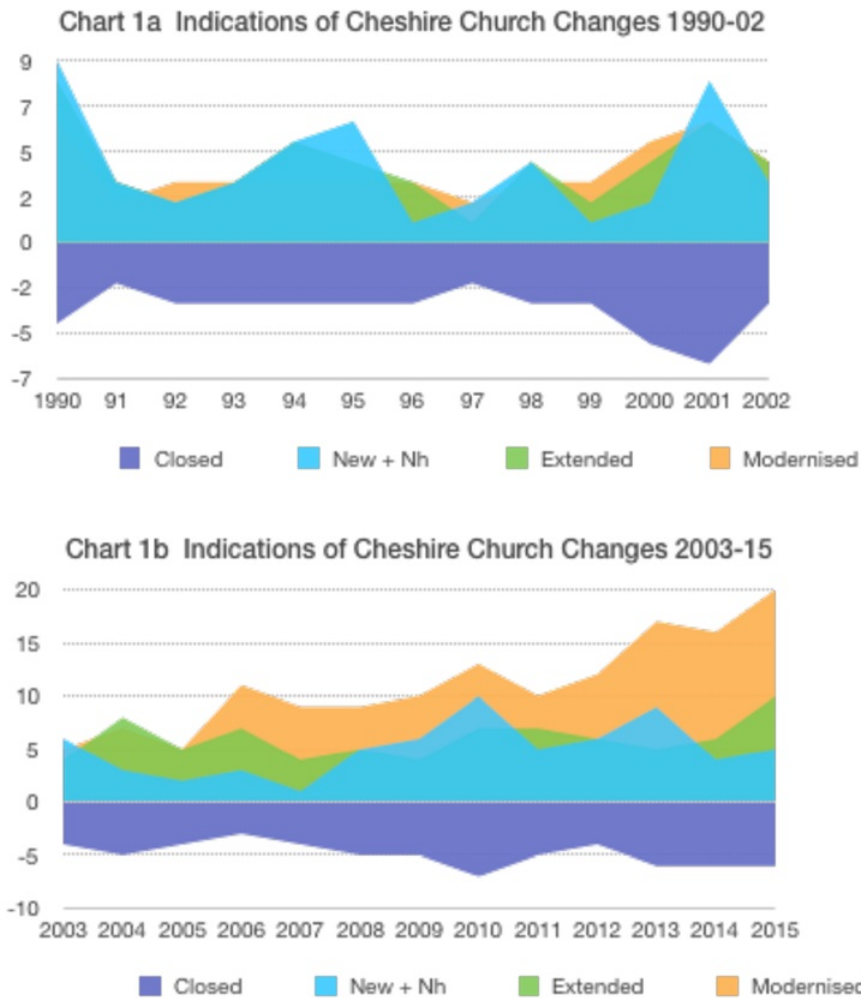 Chart 1a Indications of Cheshire Church Changes 1990-02
9
7
5
2
0
-2
-5
-7
1990 91 92 93 94 95 96 97 98 99 2000 2001 2002
Closed New + Nh Extended Modernised
Chart 1b Indications of Cheshire Church Changes 2003-15
20
15
10
5
0
-5
-10
2003 2004 2005 2006 2007 2008 2009 2010 2011 2012 2013 2014 2015
Closed New + Nh Extended Modernised